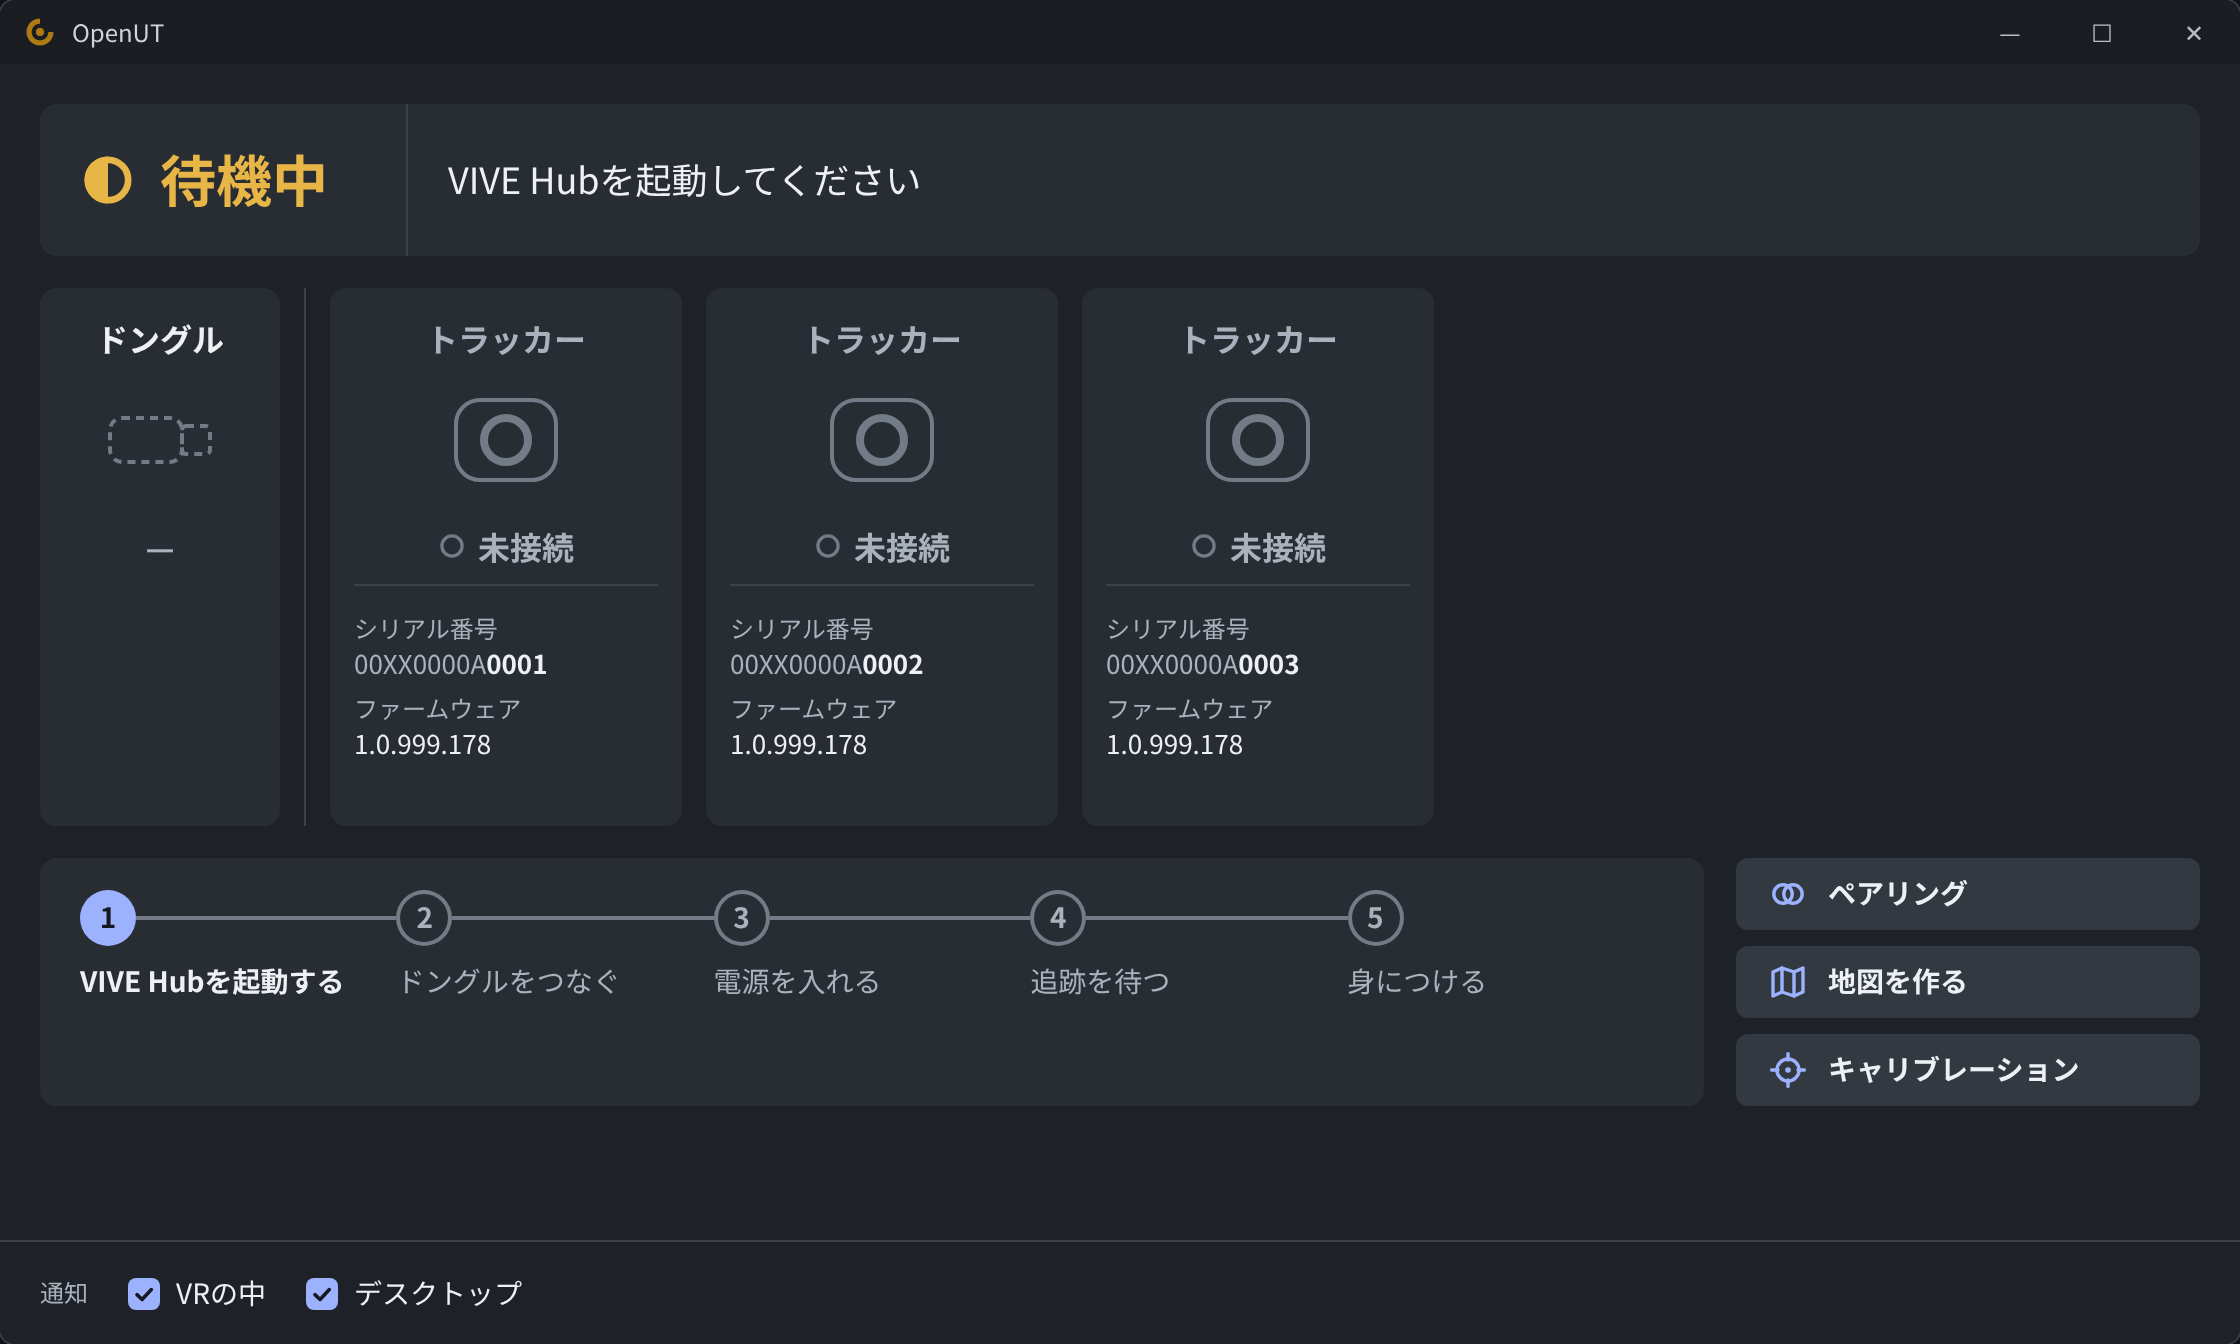 OpenUT
待機中
VIVE Hubを起動してください
ドングル
—
トラッカー
未接続
シリアル番号
00XX0000A0001
ファームウェア
1.0.999.178
トラッカー
未接続
シリアル番号
00XX0000A0002
ファームウェア
1.0.999.178
トラッカー
未接続
シリアル番号
00XX0000A0003
ファームウェア
1.0.999.178
1
VIVE Hubを起動する
2
ドングルをつなぐ
3
電源を入れる
4
追跡を待つ
5
身につける
ペアリング
地図を作る
キャリブレーション
通知
VRの中
デスクトップ